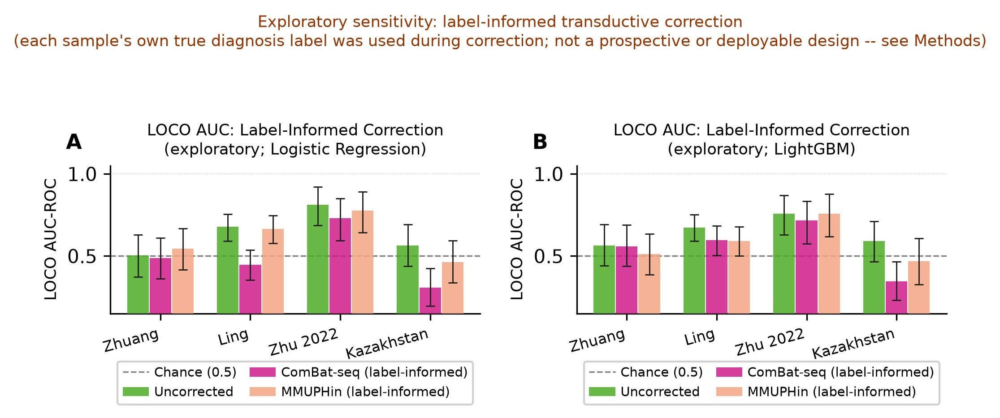 Exploratory sensitivity: label-informed transductive correction
(each sample's own true diagnosis label was used during correction; not a prospective or deployable design -- see Methods)
A
LOCO AUC: Label-Informed Correction
(exploratory; Logistic Regression)
LOCO AUC-ROC
1.0
0.5
Zhuang
Ling
Zhu 2022
Kazakhstan
Chance (0.5)
Uncorrected
ComBat-seq (label-informed)
MMUPHin (label-informed)
B
LOCO AUC: Label-Informed Correction
(exploratory; LightGBM)
LOCO AUC-ROC
1.0
0.5
Zhuang
Ling
Zhu 2022
Kazakhstan
Chance (0.5)
Uncorrected
ComBat-seq (label-informed)
MMUPHin (label-informed)